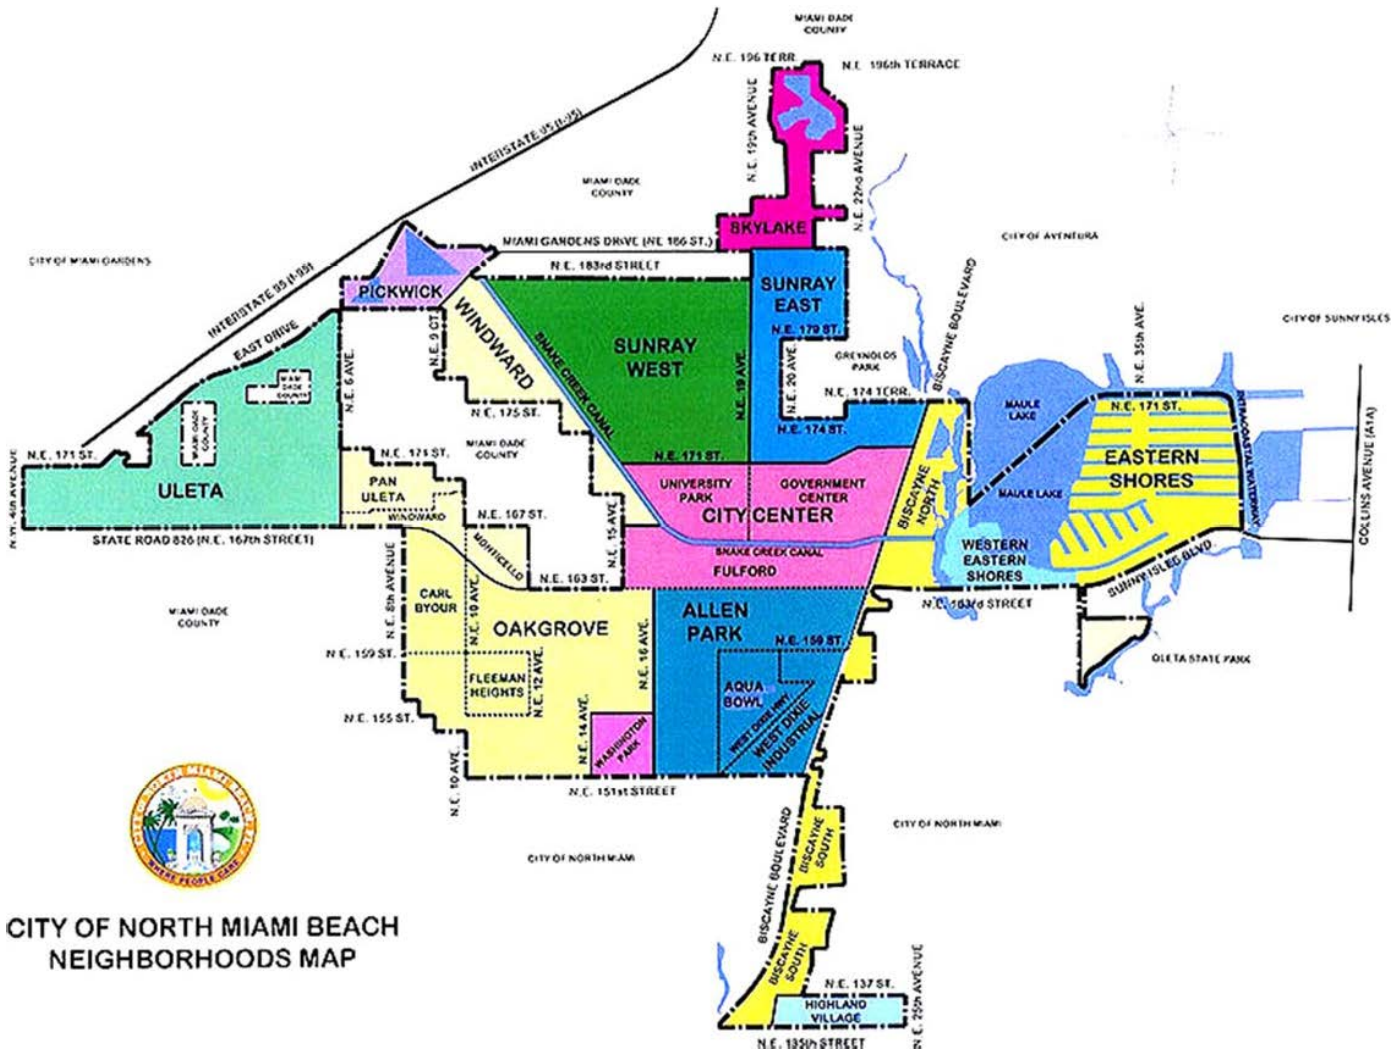 MIAMI DADE
COUNTY
N.E. 196 TERR.
N.E. 196th TERRACE
INTERSTATE 95 (I-95)
N.E. 19th AVENUE
N.E. 22nd AVENUE
MIAMI DADE
COUNTY
SKYLAKE
CITY OF AVENTURA
MIAMI GARDENS DRIVE (NE 186 ST.)
N.E. 183rd STREET
CITY OF MIAMI GARDENS
INTERSTATE 95 (I-95)
PICKWICK
SUNRAY
EAST
BISCAYNE BOULEVARD
N.E. 35th AVE.
CITY OF SUNNY ISLES
EAST DRIVE
N.E. 6 AVE.
N.E. 9 CT.
WINDWARD
SNAKE CREEK CANAL
SUNRAY
WEST
N.E. 19 AVE.
N.E. 179 ST.
N.E. 20 AVE.
GREYNOLDS
PARK
N.E. 174 TERR.
MIAMI
DADE
COUNTY
MIAMI DADE
COUNTY
N.E. 175 ST.
N.E. 174 ST.
MAULE
LAKE
N.E. 171 ST.
INTRACOASTAL WATERWAY
COLLINS AVENUE (A1A)
MIAMI DADE
COUNTY
N.E. 171 ST.
N.E. 171 ST.
N.E. 171 ST.
EASTERN
SHORES
N.W. 4th AVENUE
ULETA
PAN
ULETA
WINDWARD
UNIVERSITY
PARK
GOVERNMENT
CENTER
CITY CENTER
BISCAYNE
NORTH
MAULE LAKE
N.E. 167 ST.
N.E. 15 AVE.
STATE ROAD 826 (N.E. 167th STREET)
MONTICELLO
SNAKE CREEK CANAL
FULFORD
WESTERN
EASTERN
SHORES
SUNNY ISLES BLVD.
N.E. 8th AVENUE
N.E. 163 ST.
N.E. 163rd STREET
MIAMI DADE
COUNTY
CARL
BYOUR
N.E. 10 AVE.
OAKGROVE
N.E. 16 AVE.
ALLEN
PARK
N.E. 159 ST.
N.E. 159 ST.
OLETA STATE PARK
FLEEMAN
HEIGHTS
N.E. 12 AVE.
AQUA
BOWL
WEST DIXIE HWY
WEST DIXIE
INDUSTRIAL
N.E. 155 ST.
N.E. 14 AVE.
WASHINGTON
PARK
N.E. 10 AVE.
N.E. 151st STREET
BISCAYNE BOULEVARD
BISCAYNE
SOUTH
CITY OF NORTH MIAMI
CITY OF NORTH MIAMI
WHERE PEOPLE CARE
CITY OF NORTH MIAMI BEACH
NEIGHBORHOODS MAP
BISCAYNE
SOUTH
N.E. 137 ST.
N.E. 25th AVENUE
HIGHLAND
VILLAGE
N.E. 135th STREET